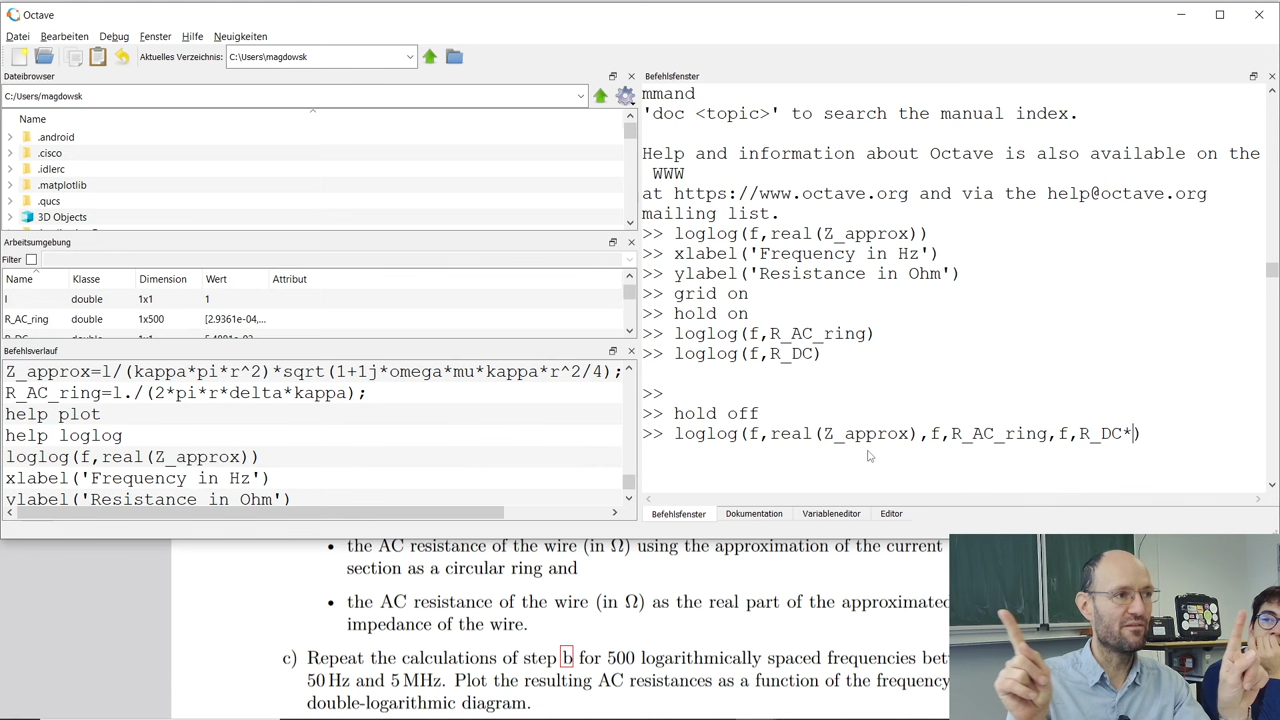 Octave
Datei Bearbeiten Debug Fenster Hilfe Neuigkeiten
Aktuelles Verzeichnis: C:\Users\magdowsk
Dateibrowser
C:/Users/magdowsk
Name
.android
.cisco
.idlerc
.matplotlib
.qucs
3D Objects
Arbeitsumgebung
Filter
Name Klasse Dimension Wert Attribut
I double 1x1 1
R_AC_ring double 1x500 [2.9361e-04,...
Befehlsverlauf
Z_approx=l/(kappa*pi*r^2)*sqrt(1+1j*omega*mu*kappa*r^2/4);
R_AC_ring=l./(2*pi*r*delta*kappa);
help plot
help loglog
loglog(f,real(Z_approx))
xlabel('Frequency in Hz')
ylabel('Resistance in Ohm')
Befehlsfenster
mmand
'doc <topic>' to search the manual index.
Help and information about Octave is also available on the
WWW
at https://www.octave.org and via the help@octave.org
mailing list.
>> loglog(f,real(Z_approx))
>> xlabel('Frequency in Hz')
>> ylabel('Resistance in Ohm')
>> grid on
>> hold on
>> loglog(f,R_AC_ring)
>> loglog(f,R_DC)
>>
>> hold off
>> loglog(f,real(Z_approx),f,R_AC_ring,f,R_DC*)
Befehlsfenster Dokumentation Variableneditor Editor
• the AC resistance of the wire (in Ω) using the approximation of the current
section as a circular ring and
• the AC resistance of the wire (in Ω) as the real part of the approximated
impedance of the wire.
c) Repeat the calculations of step b for 500 logarithmically spaced frequencies
50 Hz and 5 MHz. Plot the resulting AC resistances as a function of the frequency
double-logarithmic diagram.